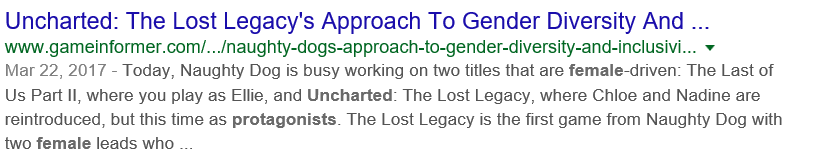 Uncharted: The Lost Legacy's Approach To Gender Diversity And ...
www.gameinformer.com/.../naughty-dogs-approach-to-gender-diversity-and-inclusivi...
Mar 22, 2017 - Today, Naughty Dog is busy working on two titles that are female-driven: The Last of
Us Part II, where you play as Ellie, and Uncharted: The Lost Legacy, where Chloe and Nadine are
reintroduced, but this time as protagonists. The Lost Legacy is the first game from Naughty Dog with
two female leads who ...